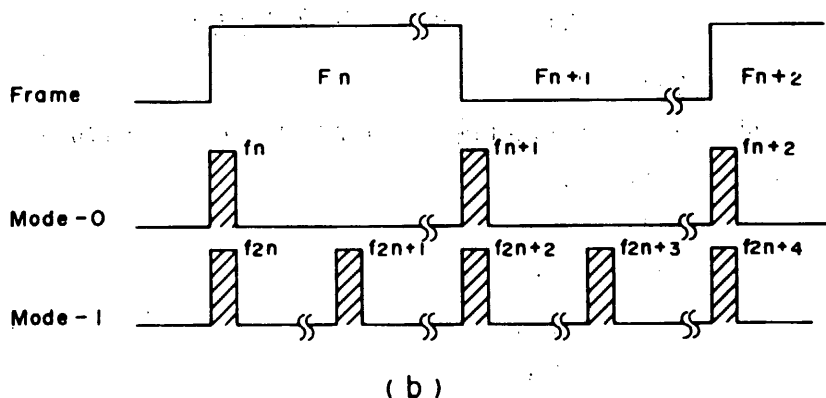 Frame Fn Fn+1 Fn+2
fn fn+1 fn+2
Mode-0
f2n f2n+1 f2n+2 f2n+3 f2n+4
Mode-1
(b)